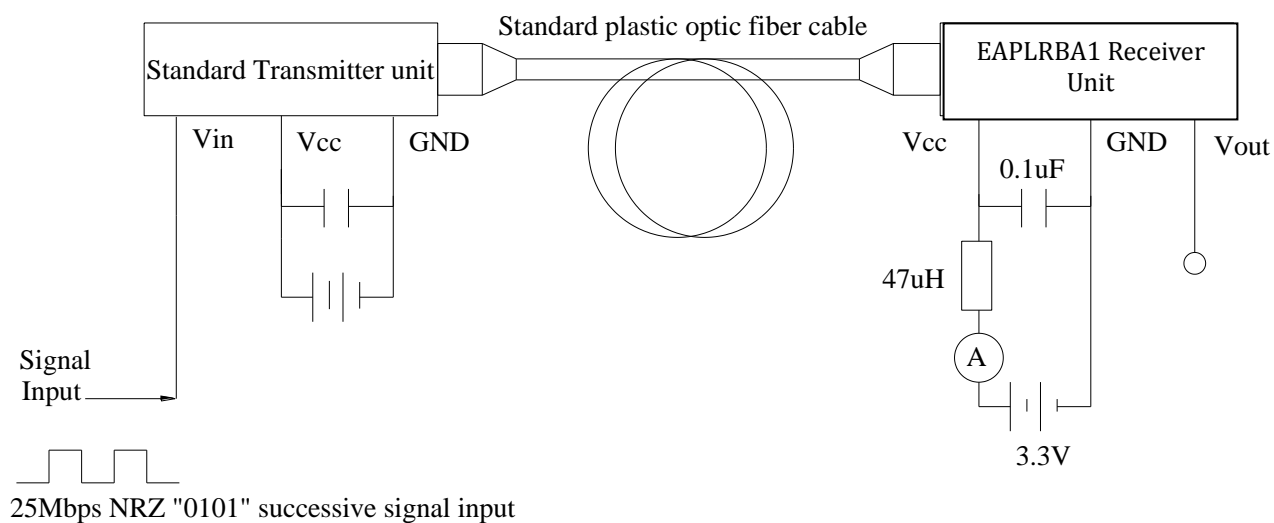 Standard plastic optic fiber cable
Standard Transmitter unit
EAPLRBA1 Receiver
Unit
Vin
Vcc
GND
Vcc
GND
Vout
0.1uF
47uH
A
3.3V
Signal
Input
25Mbps NRZ "0101" successive signal input